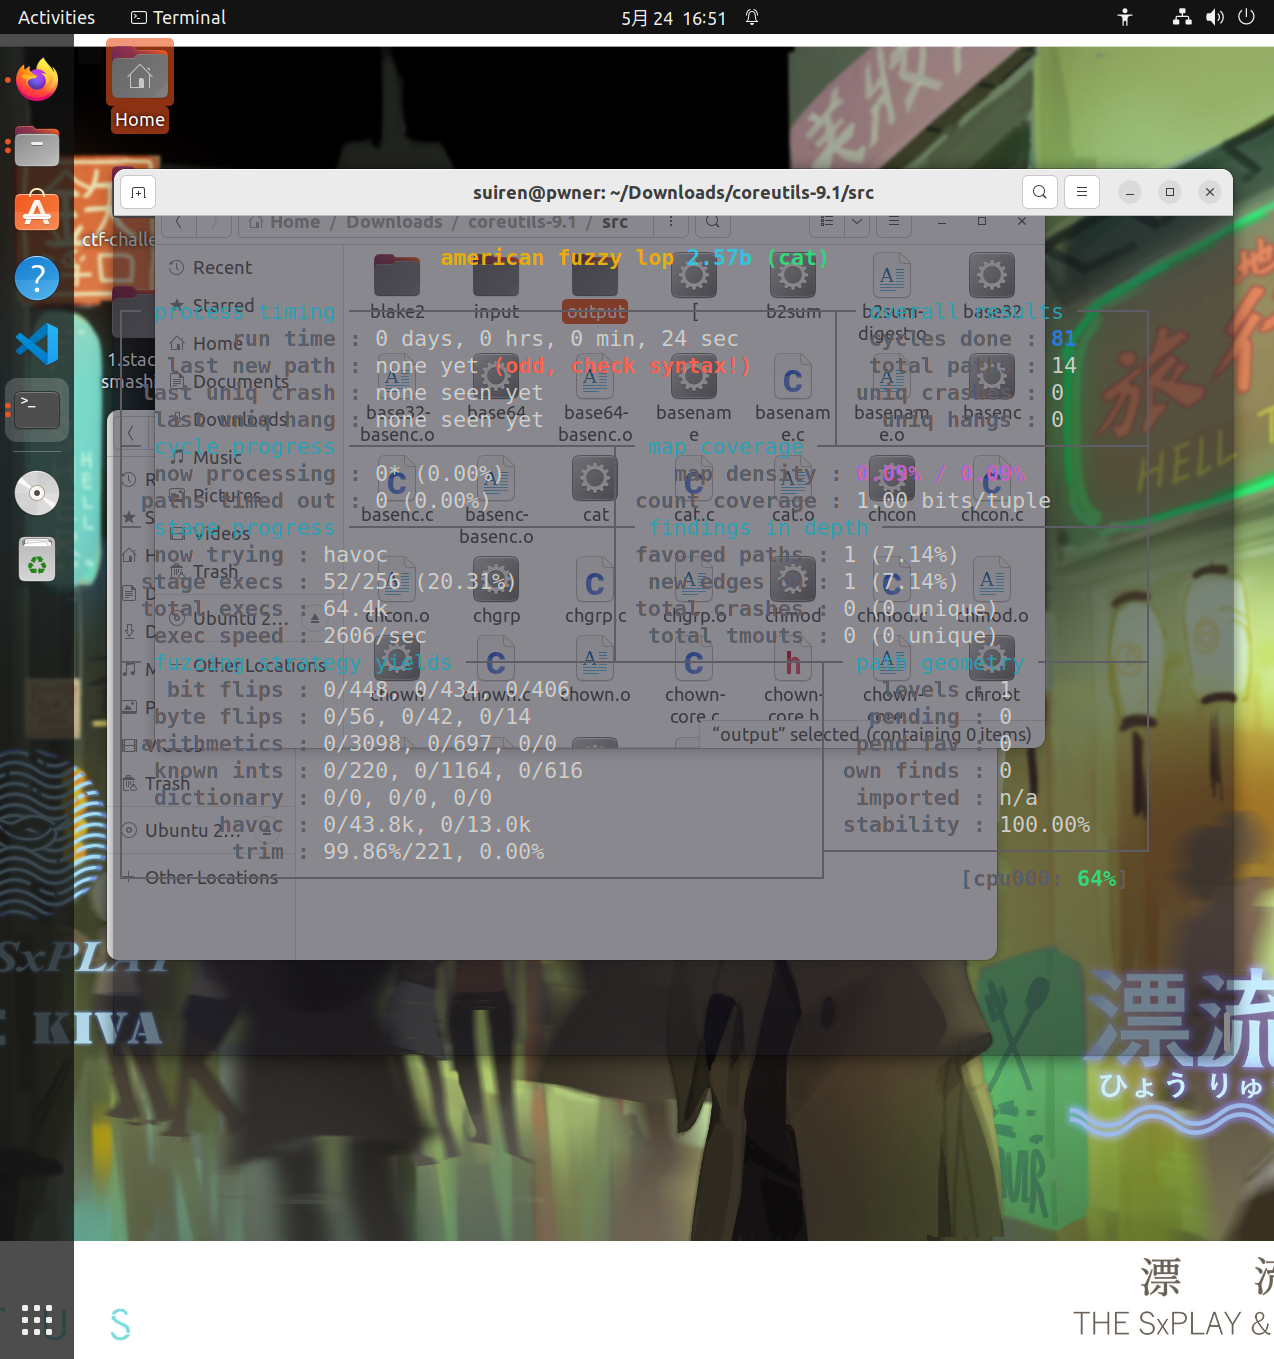 Activities
Terminal
5月 24 16:51
Home
美妝
ctf-challe
suiren@pwner: ~/Downloads/coreutils-9.1/src
Home / Downloads / coreutils-9.1 / src
american fuzzy lop 2.57b (cat)
Recent
Starred
Home
Documents
Downloads
Music
Pictures
Videos
Trash
Ubuntu 2...
Other Locations
blake2
input
output
[
b2sum
b2sum-digest.o
base32
base32-basenc.o
base64
base64-basenc.o
basename
basename.c
basename.o
basenc
basenc.c
basenc-basenc.o
cat
cat.c
cat.o
chcon
chcon.c
chcon.o
chgrp
chgrp.c
chgrp.o
chmod
chmod.c
chmod.o
chown
chown.c
chown.o
chown-core.c
chown-core.h
chown-
chroot
“output” selected (containing 0 items)
process timing
run time : 0 days, 0 hrs, 0 min, 24 sec
last new path : none yet (odd, check syntax!)
last uniq crash : none seen yet
last uniq hang : none seen yet
overall results
cycles done : 81
total paths : 14
uniq crashes : 0
uniq hangs : 0
cycle progress
now processing : 0* (0.00%)
paths timed out : 0 (0.00%)
map coverage
map density : 0.09% / 0.09%
count coverage : 1.00 bits/tuple
stage progress
now trying : havoc
stage execs : 52/256 (20.31%)
total execs : 64.4k
exec speed : 2606/sec
findings in depth
favored paths : 1 (7.14%)
new edges on : 1 (7.14%)
total crashes : 0 (0 unique)
total tmouts : 0 (0 unique)
fuzzing strategy yields
bit flips : 0/448, 0/434, 0/406
byte flips : 0/56, 0/42, 0/14
arithmetics : 0/3098, 0/697, 0/0
known ints : 0/220, 0/1164, 0/616
dictionary : 0/0, 0/0, 0/0
havoc : 0/43.8k, 0/13.0k
trim : 99.86%/221, 0.00%
path geometry
levels : 1
pending : 0
pend fav : 0
own finds : 0
imported : n/a
stability : 100.00%
[cpu000: 64%]
1.stac
smash
Trash
Ubuntu 2...
Other Locations
旅行
HELL
SxPLAY
KIVA
漂流
ひょうりゅ
漂 流
THE SxPLAY &
U S